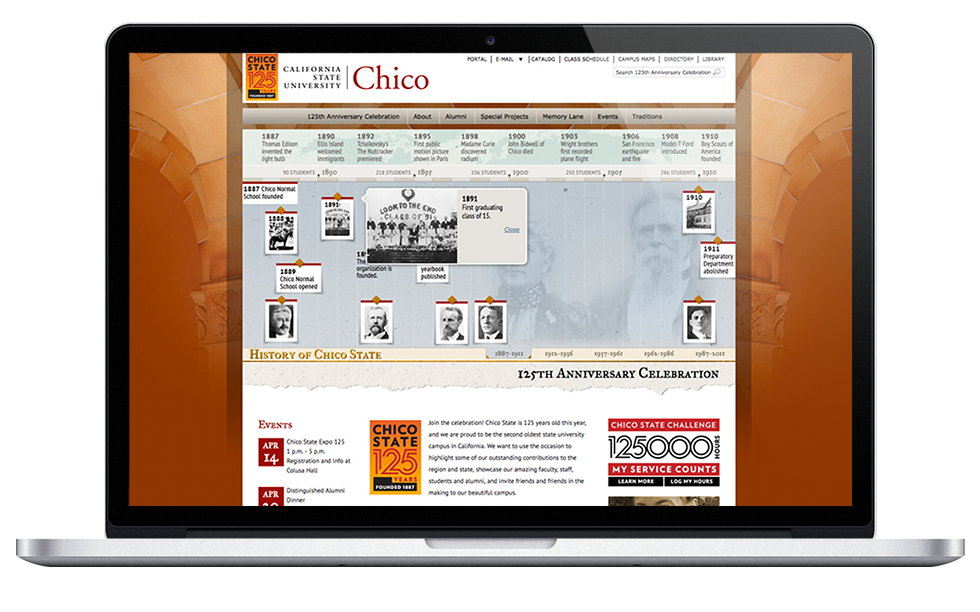 CHICO
STATE
125
YEARS
FOUNDED 1887
CALIFORNIA
STATE
UNIVERSITY
Chico
PORTAL | E-MAIL ▼ | CATALOG | CLASS SCHEDULE | CAMPUS MAPS | DIRECTORY | LIBRARY
Search 125th Anniversary Celebration
125th Anniversary Celebration About Alumni Special Projects Memory Lane Events Traditions
1887
Thomas Edison
invented the
light bulb
1890
Ellis Island
welcomed
immigrants
1892
Tchaikovsky's
The Nutcracker
premiered
1895
First public
motion picture
shown in Paris
1898
Madame Curie
discovered
radium
1900
John Bidwell of
Chico died
1903
Wright brothers
first recorded
plane flight
1906
San Francisco
earthquake
and fire
1908
Model-T Ford
introduced
1910
Boy Scouts of
America
founded
90 STUDENTS 1890 218 STUDENTS 1895 256 STUDENTS 1900 250 STUDENTS 1905 286 STUDENTS 1910
1887 Chico Normal
School founded
1888
1891
LOOK TO THE END
CLASS OF '91
1891
First graduating
class of 15.
Close
1910
1889
Chico Normal
School opened
The
organization is
founded.
yearbook
published
1911
Preparatory
Department
abolished
HISTORY OF CHICO STATE
1887-1911 1912-1936 1937-1961 1962-1986 1987-2011
125TH ANNIVERSARY CELEBRATION
EVENTS
APR
14
Chico State Expo 125
1 p.m. - 5 p.m.
Registration and Info at
Colusa Hall
APR
Distinguished Alumni
Dinner
CHICO
STATE
125
YEARS
FOUNDED 1887
Join the celebration! Chico State is 125 years old this year,
and we are proud to be the second oldest state university
campus in California. We want to use the occasion to
highlight some of our outstanding contributions to the
region and state, showcase our amazing faculty, staff,
students and alumni, and invite friends and friends in the
making to our beautiful campus.
CHICO STATE CHALLENGE
125000 HOURS
MY SERVICE COUNTS
LEARN MORE LOG MY HOURS